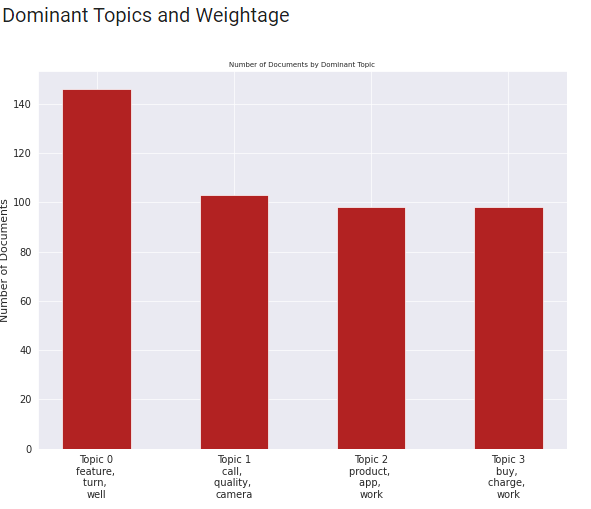 Dominant Topics and Weightage
Number of Documents by Dominant Topic
Number of Documents
140
120
100
80
60
40
20
0
Topic 0
feature,
turn,
well
Topic 1
call,
quality,
camera
Topic 2
product,
app,
work
Topic 3
buy,
charge,
work